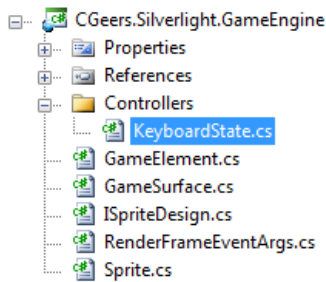 CGeers.Silverlight.GameEngine
Properties
References
Controllers
KeyboardState.cs
GameElement.cs
GameSurface.cs
ISpriteDesign.cs
RenderFrameEventArgs.cs
Sprite.cs